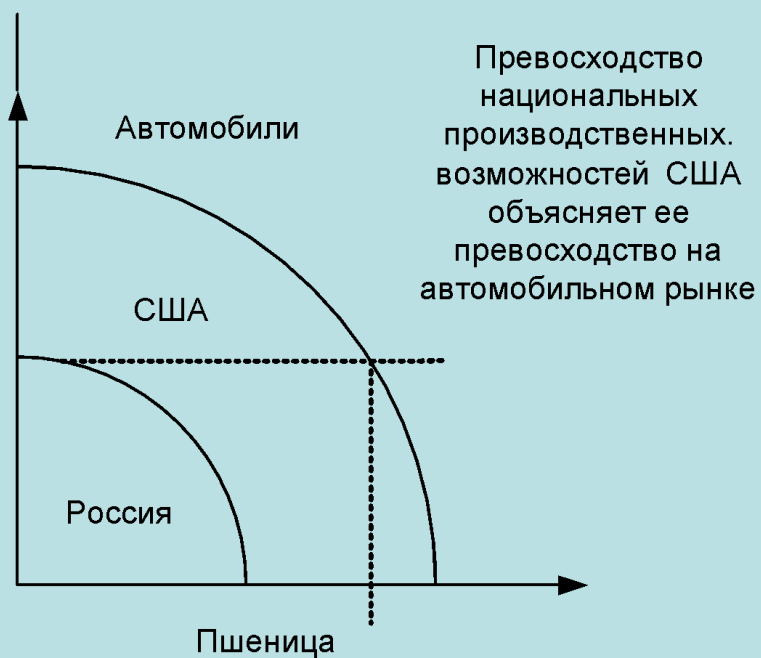 Автомобили
Превосходство
национальных
производственных.
возможностей США
объясняет ее
превосходство на
автомобильном рынке
США
Россия
Пшеница